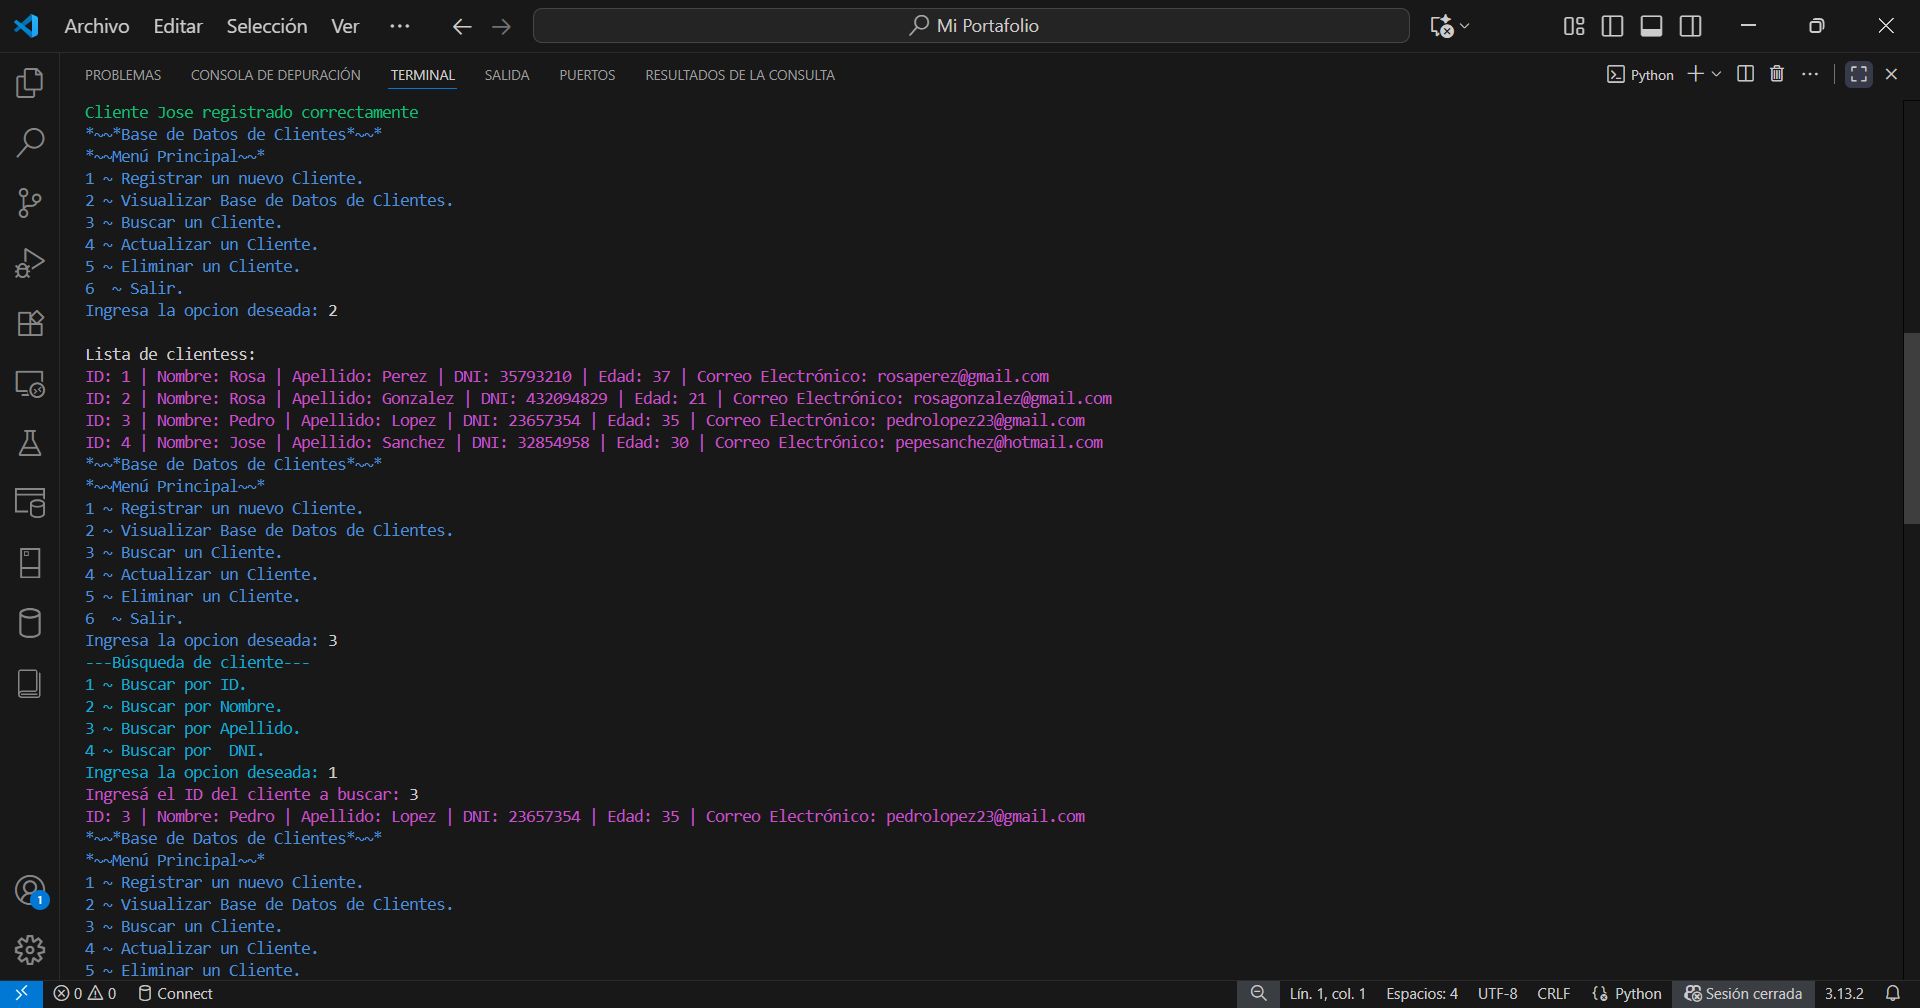 Archivo Editar Selección Ver ··· Mi Portafolio
PROBLEMAS CONSOLA DE DEPURACIÓN TERMINAL SALIDA PUERTOS RESULTADOS DE LA CONSULTA Python
Cliente Jose registrado correctamente
*~~*Base de Datos de Clientes*~~*
*~~Menú Principal~~*
1 ~ Registrar un nuevo Cliente.
2 ~ Visualizar Base de Datos de Clientes.
3 ~ Buscar un Cliente.
4 ~ Actualizar un Cliente.
5 ~ Eliminar un Cliente.
6  ~ Salir.
Ingresa la opcion deseada: 2
Lista de clientess:
ID: 1 | Nombre: Rosa | Apellido: Perez | DNI: 35793210 | Edad: 37 | Correo Electrónico: rosaperez@gmail.com
ID: 2 | Nombre: Rosa | Apellido: Gonzalez | DNI: 432094829 | Edad: 21 | Correo Electrónico: rosagonzalez@gmail.com
ID: 3 | Nombre: Pedro | Apellido: Lopez | DNI: 23657354 | Edad: 35 | Correo Electrónico: pedrolopez23@gmail.com
ID: 4 | Nombre: Jose | Apellido: Sanchez | DNI: 32854958 | Edad: 30 | Correo Electrónico: pepesanchez@hotmail.com
*~~*Base de Datos de Clientes*~~*
*~~Menú Principal~~*
1 ~ Registrar un nuevo Cliente.
2 ~ Visualizar Base de Datos de Clientes.
3 ~ Buscar un Cliente.
4 ~ Actualizar un Cliente.
5 ~ Eliminar un Cliente.
6  ~ Salir.
Ingresa la opcion deseada: 3
---Búsqueda de cliente---
1 ~ Buscar por ID.
2 ~ Buscar por Nombre.
3 ~ Buscar por Apellido.
4 ~ Buscar por  DNI.
Ingresa la opcion deseada: 1
Ingresá el ID del cliente a buscar: 3
ID: 3 | Nombre: Pedro | Apellido: Lopez | DNI: 23657354 | Edad: 35 | Correo Electrónico: pedrolopez23@gmail.com
*~~*Base de Datos de Clientes*~~*
*~~Menú Principal~~*
1 ~ Registrar un nuevo Cliente.
2 ~ Visualizar Base de Datos de Clientes.
3 ~ Buscar un Cliente.
4 ~ Actualizar un Cliente.
5 ~ Eliminar un Cliente.
1
0 0 Connect Lín. 1, col. 1 Espacios: 4 UTF-8 CRLF Python Sesión cerrada 3.13.2